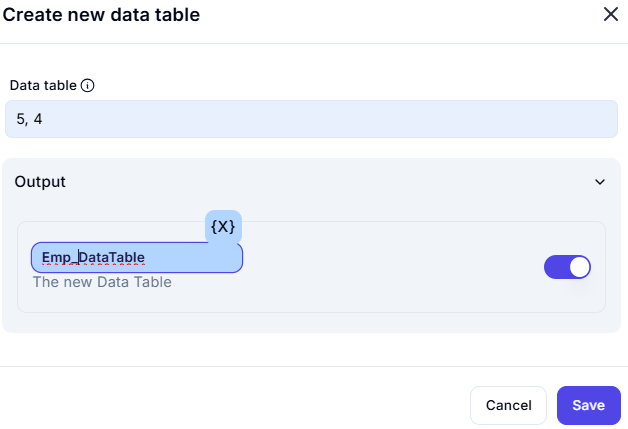 Create new data table
Data table
5, 4
Output
{X}
Emp_DataTable
The new Data Table
Cancel Save